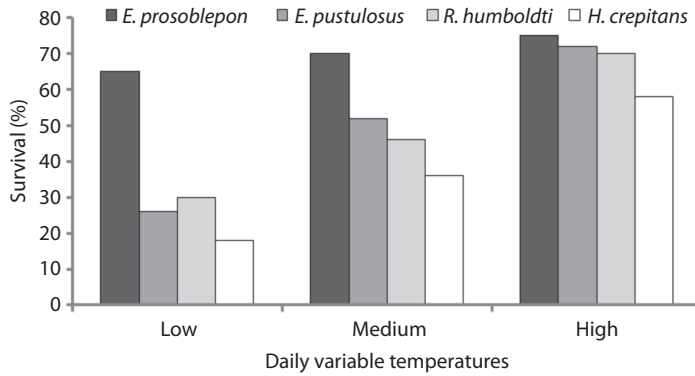 E. prosoblepon E. pustulosus R. humboldti H. crepitans
80
70
60
50
40
30
20
10
0
Survival (%)
Low Medium High
Daily variable temperatures